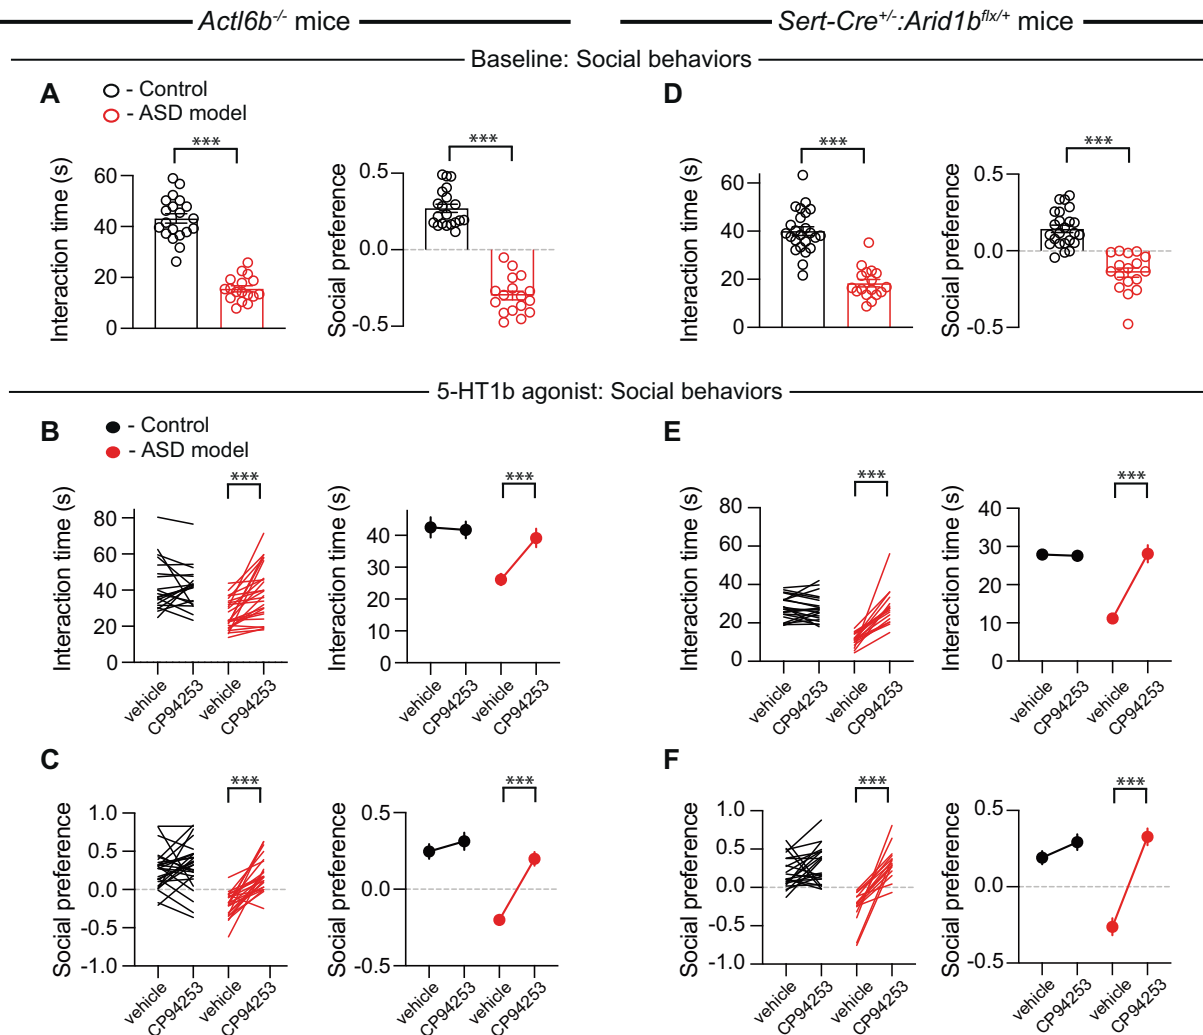 Actl6b-/- mice
Sert-Cre+/-:Arid1bflx/+ mice
Baseline: Social behaviors
A
- Control
- ASD model
Interaction time (s)
60
40
20
0
***
Social preference
0.5
0.0
-0.5
***
D
Interaction time (s)
60
40
20
0
***
Social preference
0.5
0.0
-0.5
***
5-HT1b agonist: Social behaviors
B
- Control
- ASD model
Interaction time (s)
80
60
40
20
0
***
vehicle
CP94253
vehicle
CP94253
Interaction time (s)
40
30
20
10
0
***
vehicle
CP94253
vehicle
CP94253
E
Interaction time (s)
80
60
40
20
0
***
vehicle
CP94253
vehicle
CP94253
Interaction time (s)
40
30
20
10
0
***
vehicle
CP94253
vehicle
CP94253
C
Social preference
1.0
0.5
0.0
-0.5
-1.0
***
vehicle
CP94253
vehicle
CP94253
Social preference
0.5
0.0
-0.5
***
vehicle
CP94253
vehicle
CP94253
F
Social preference
1.0
0.5
0.0
-0.5
-1.0
***
vehicle
CP94253
vehicle
CP94253
Social preference
0.5
0.0
-0.5
***
vehicle
CP94253
vehicle
CP94253